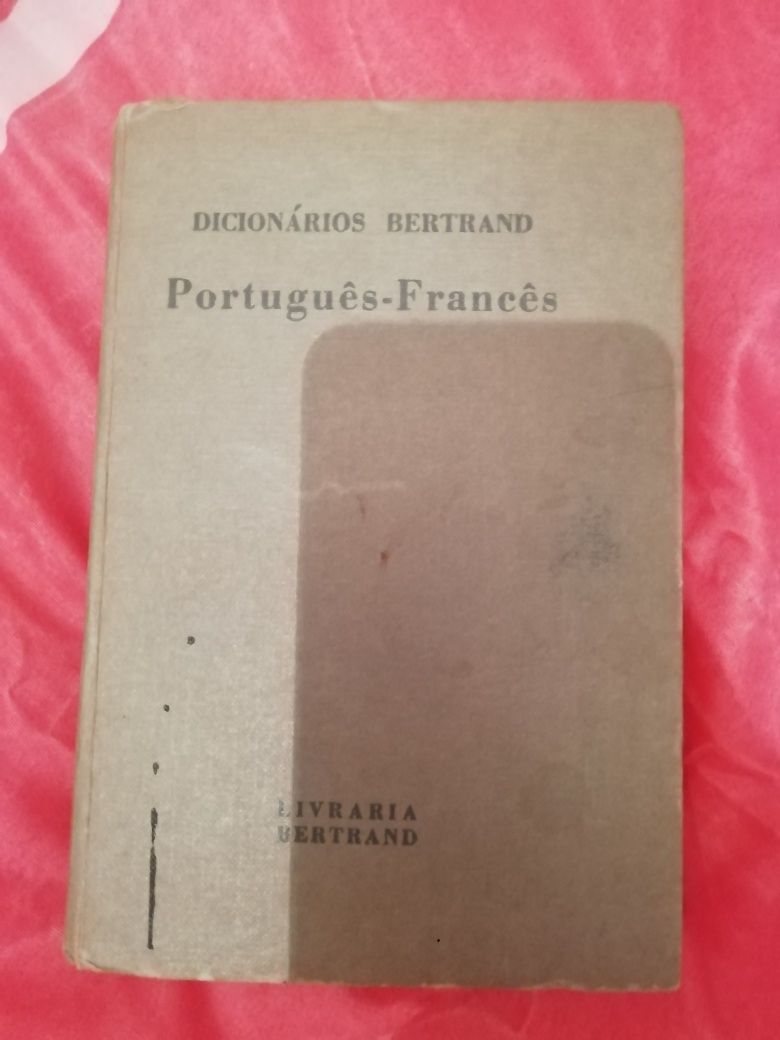 DICIONÁRIOS BERTRAND
Português-Francês
LIVRARIA
BERTRAND